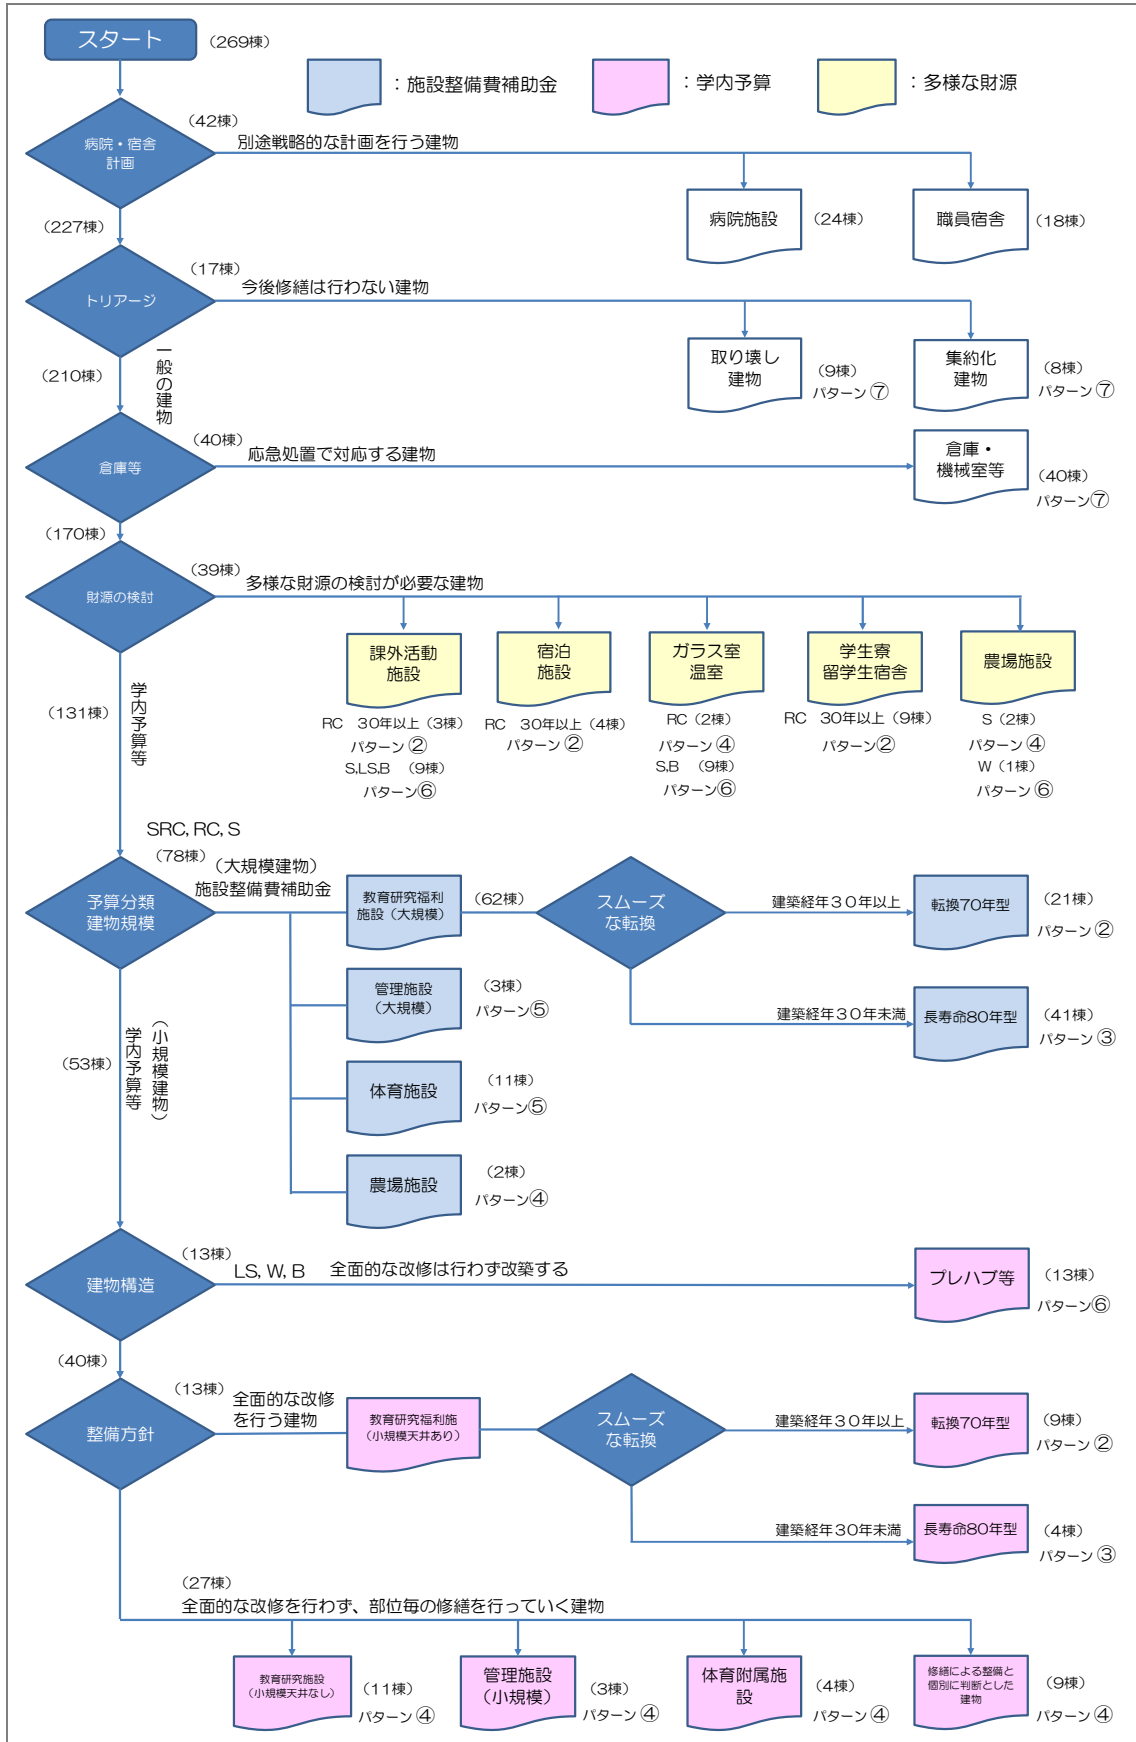 スタート
(269棟)
：施設整備費補助金
：学内予算
：多様な財源
病院・宿舎
計画
(42棟)
別途戦略的な計画を行う建物
病院施設
(24棟)
職員宿舎
(18棟)
(227棟)
トリアージ
(17棟)
今後修繕は行わない建物
取り壊し
建物
(9棟)
パターン⑦
集約化
建物
(8棟)
パターン⑦
(210棟)
一般の建物
倉庫等
(40棟)
応急処置で対応する建物
倉庫・
機械室等
(40棟)
パターン⑦
(170棟)
財源の検討
(39棟)
多様な財源の検討が必要な建物
課外活動
施設
RC 30年以上(3棟)
パターン②
S,LS,B (9棟)
パターン⑥
宿泊
施設
RC 30年以上(4棟)
パターン②
ガラス室
温室
RC(2棟)
パターン④
S,B (9棟)
パターン⑥
学生寮
留学生宿舎
RC 30年以上(9棟)
パターン②
農場施設
S(2棟)
パターン④
W(1棟)
パターン⑥
(131棟)
学内予算等
SRC, RC, S
予算分類
建物規模
(78棟)
(大規模建物)
施設整備費補助金
教育研究福利
施設(大規模)
(62棟)
スムーズ
な転換
建築経年30年以上
転換70年型
(21棟)
パターン②
建築経年30年未満
長寿命80年型
(41棟)
パターン③
管理施設
(大規模)
(3棟)
パターン⑤
体育施設
(11棟)
パターン⑤
農場施設
(2棟)
パターン④
(53棟)
学内予算等
(小規模建物)
建物構造
(13棟)
LS, W, B 全面的な改修は行わず改築する
プレハブ等
(13棟)
パターン⑥
(40棟)
整備方針
(13棟)
全面的な改修
を行う建物
教育研究福利施
(小規模天井あり)
スムーズ
な転換
建築経年30年以上
転換70年型
(9棟)
パターン②
建築経年30年未満
長寿命80年型
(4棟)
パターン③
(27棟)
全面的な改修を行わず、部位毎の修繕を行っていく建物
教育研究施設
(小規模天井なし)
(11棟)
パターン④
管理施設
(小規模)
(3棟)
パターン④
体育附属施
設
(4棟)
パターン④
修繕による整備と
個別に判断とした
建物
(9棟)
パターン④